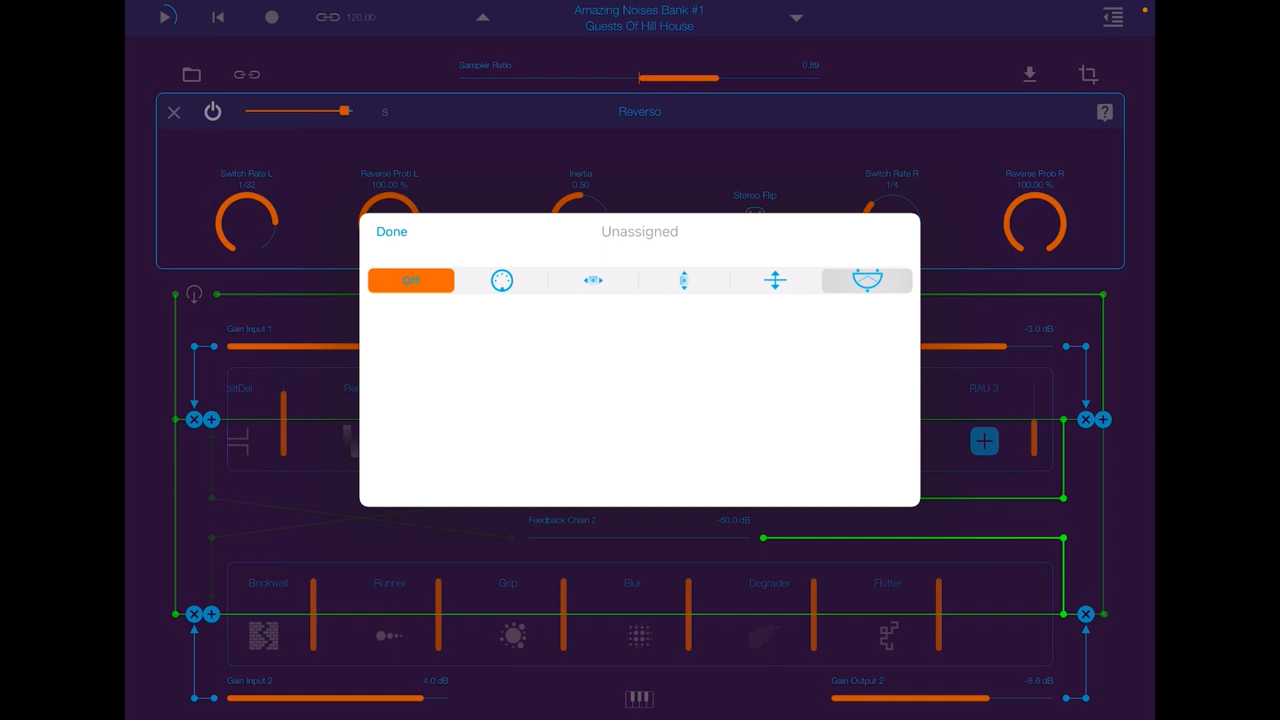 Amazing Noises Bank #1
120.00
Guests Of Hill House
Sampler Ratio
0.89
S
Reverso
?
Switch Rate L
1/32
Reverse Prob L
100.00 %
Inertia
0.50
Stereo Flip
Switch Rate R
1/4
Reverse Prob R
100.00 %
Done
Unassigned
Off
Gain Input 1
-3.0 dB
RAU 3
Feedback Chain 2
-60.0 dB
Brickwall
Runner
Grip
Blur
Degrader
Flutter
Gain Input 2
4.0 dB
Gain Output 2
-8.6 dB